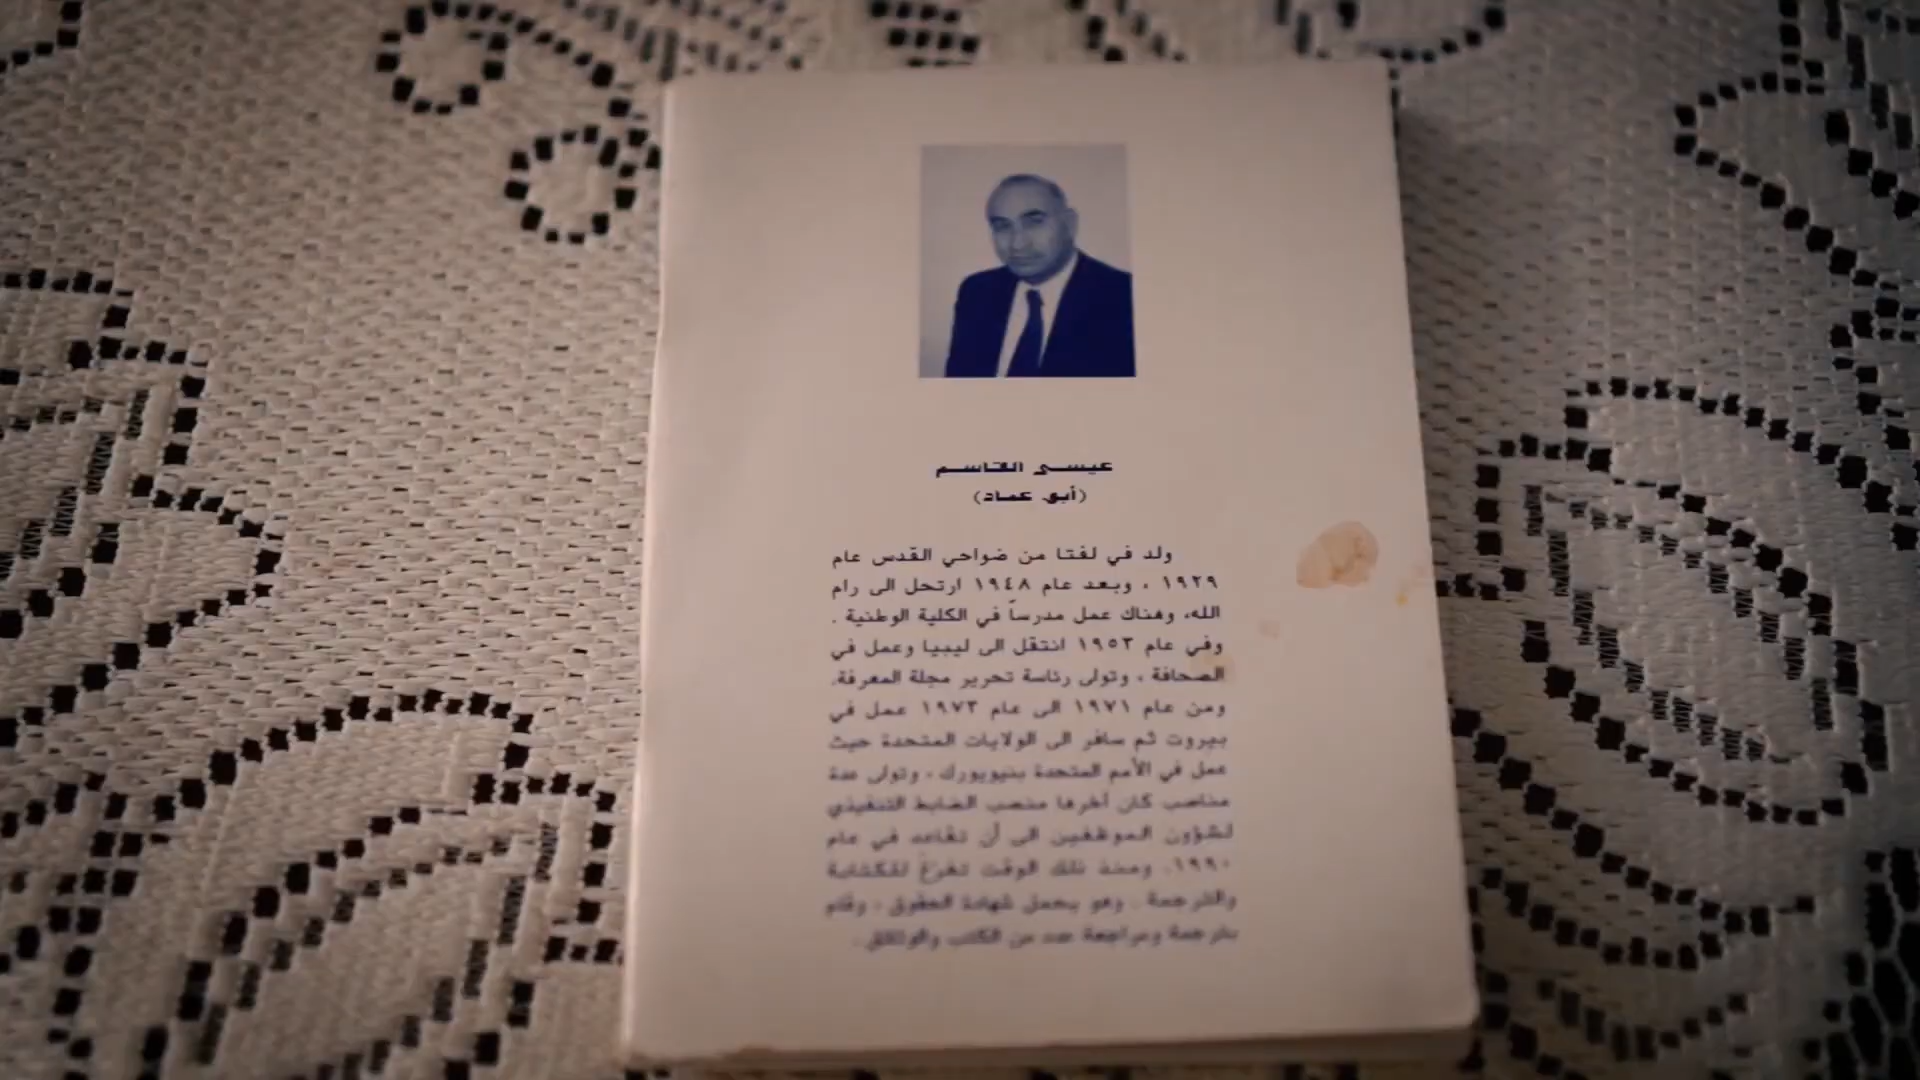 عيسى القاسم
(أبو عماد)
ولد في لفتا من ضواحي القدس عام
١٩٢٩ ، وبعد عام ١٩٤٨ ارتحل الى رام
الله، وهناك عمل مدرساً في الكلية الوطنية .
وفي عام ١٩٥٣ انتقل الى ليبيا وعمل في
الصحافة ، وتولى رئاسة تحرير مجلة المعرفة.
ومن عام ١٩٧١ الى عام ١٩٧٣ عمل في
بيروت ثم سافر الى الولايات المتحدة حيث
عمل في الأمم المتحدة بنيويورك ، وتولى عدة
مناصب كان آخرها منصب الضابط التنفيذي
لشؤون الموظفين الى أن تقاعد في عام
١٩٩٠. ومنذ ذلك الوقت تفرغ للكتابة
والترجمة . وهو يحمل شهادة الحقوق ، وقام
بترجمة ومراجعة عدد من الكتب والوثائق .